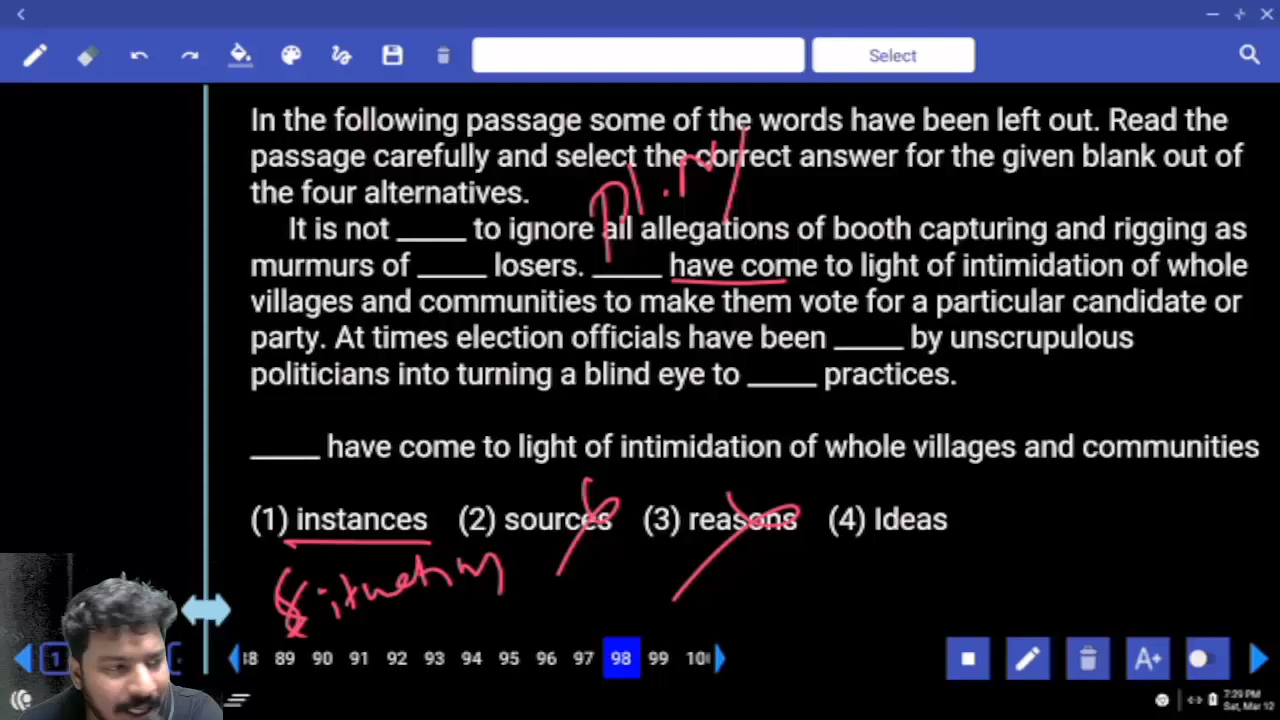 Select
In the following passage some of the words have been left out. Read the
passage carefully and select the correct answer for the given blank out of
the four alternatives.
It is not _____ to ignore all allegations of booth capturing and rigging as
murmurs of _____ losers. _____ have come to light of intimidation of whole
villages and communities to make them vote for a particular candidate or
party. At times election officials have been _____ by unscrupulous
politicians into turning a blind eye to _____ practices.
_____ have come to light of intimidation of whole villages and communities
(1) instances (2) sources (3) reasons (4) Ideas
89 90 91 92 93 94 95 96 97 98 99
A+
7:29 PM
Sat, Mar 12